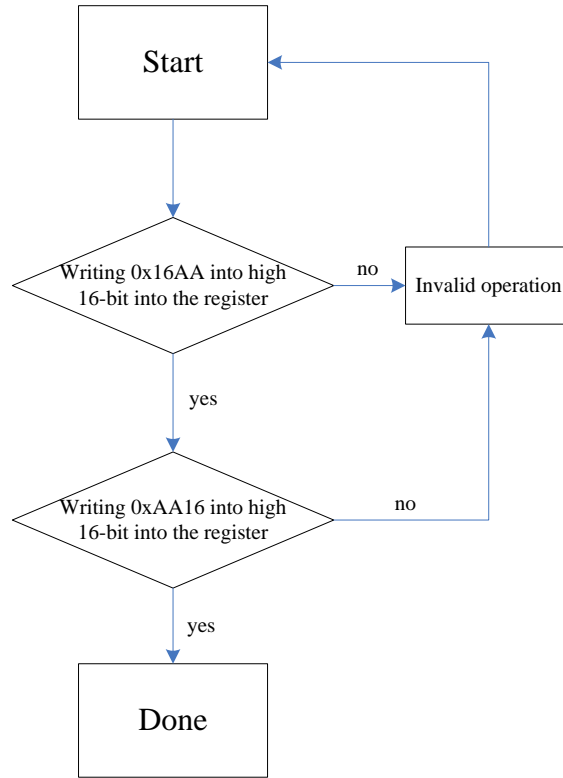 Start
Writing 0x16AA into high
16-bit into the register
no
Invalid operation
yes
Writing 0xAA16 into high
16-bit into the register
no
yes
Done